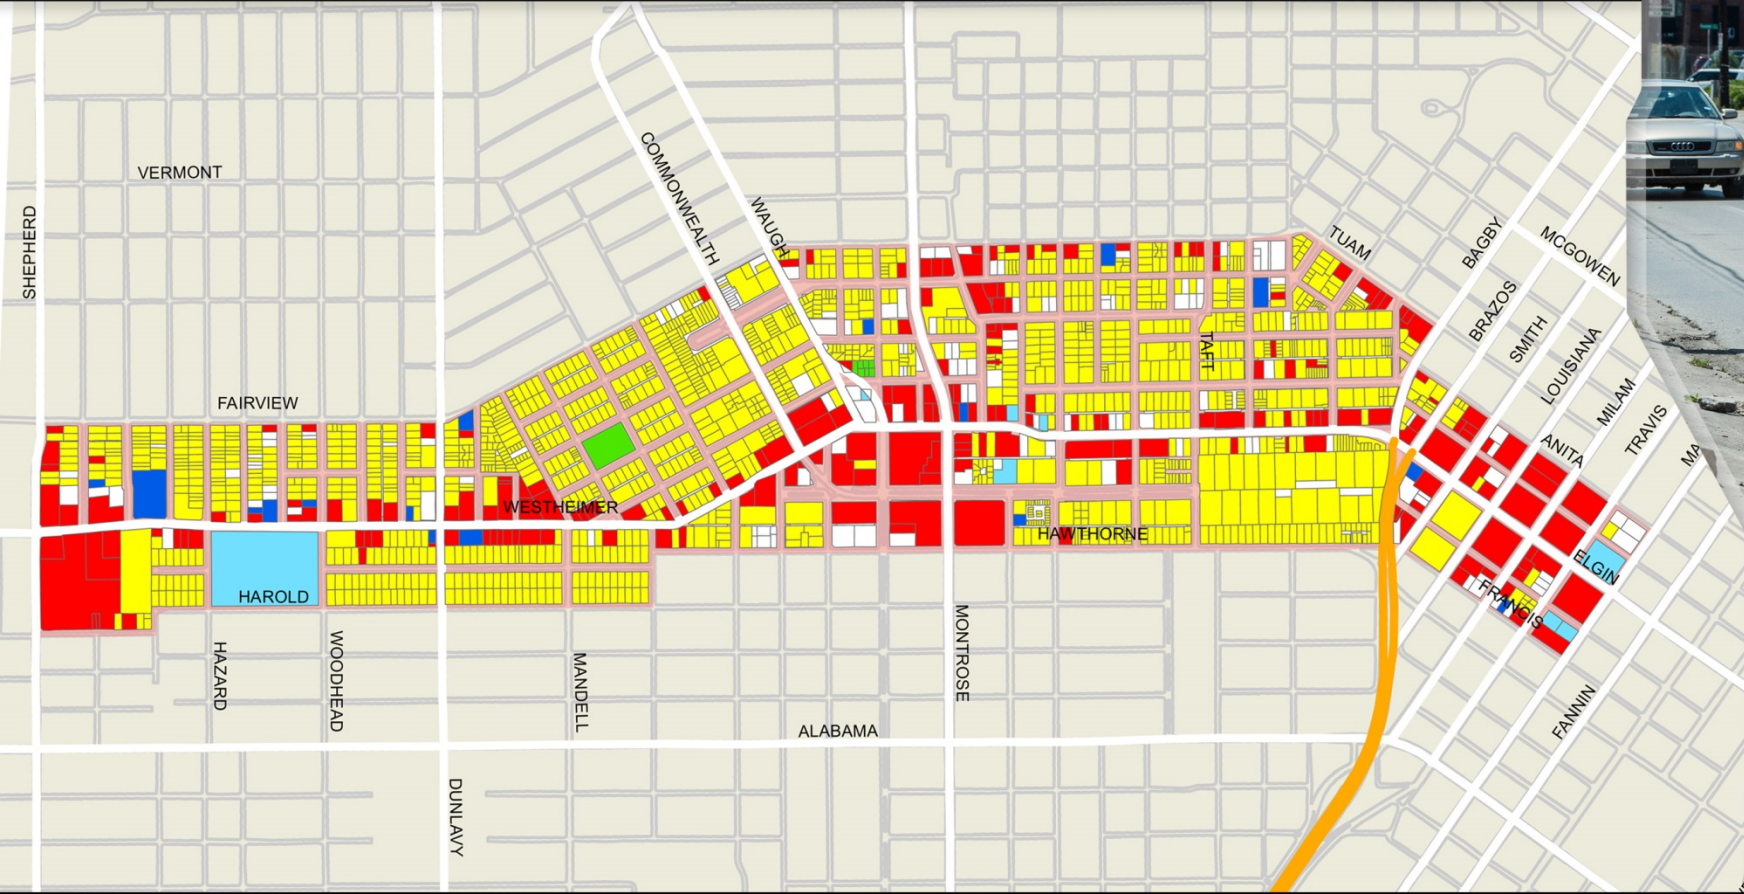 VERMONT
SHEPHERD
COMMONWEALTH
WAUGH
TUAM
BAGBY
MCGOWEN
BRAZOS
SMITH
LOUISIANA
TAFT
MILAM
TRAVIS
FAIRVIEW
ANITA
MA
WESTHEIMER
HAWTHORNE
ELGIN
HAROLD
FRANCIS
HAZARD
WOODHEAD
MANDELL
MONTROSE
FANNIN
ALABAMA
DUNLAVY